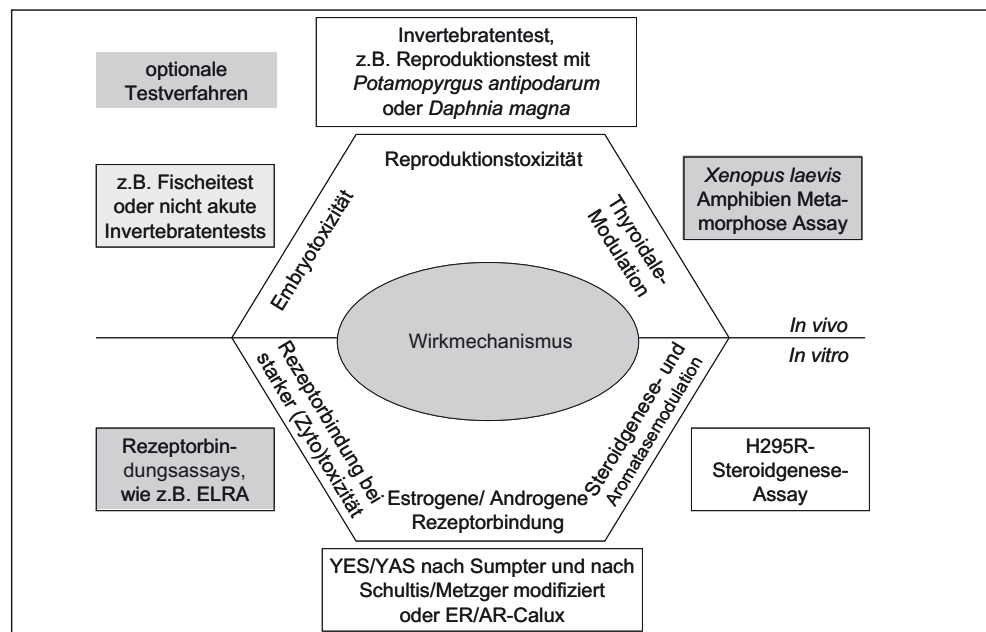 optionale
Testverfahren
Invertebratentest,
z.B. Reproduktionstest mit
Potamopyrgus antipodarum
oder Daphnia magna
Reproduktionstoxizität
z.B. Fischeitest
oder nicht akute
Invertebratentests
Embryotoxizität
Thyroidale-
Modulation
Xenopus laevis
Amphibien Meta-
morphose Assay
Wirkmechanismus
In vivo
In vitro
Rezeptorbin-
dungsassays,
wie z.B. ELRA
Rezeptorbindung bei
starker (Zyto)toxizität
Estrogene/ Androgene
Rezeptorbindung
Steroidgenese- und
Aromatasemodulation
H295R-
Steroidgenese-
Assay
YES/YAS nach Sumpter und nach
Schultis/Metzger modifiziert
oder ER/AR-Calux